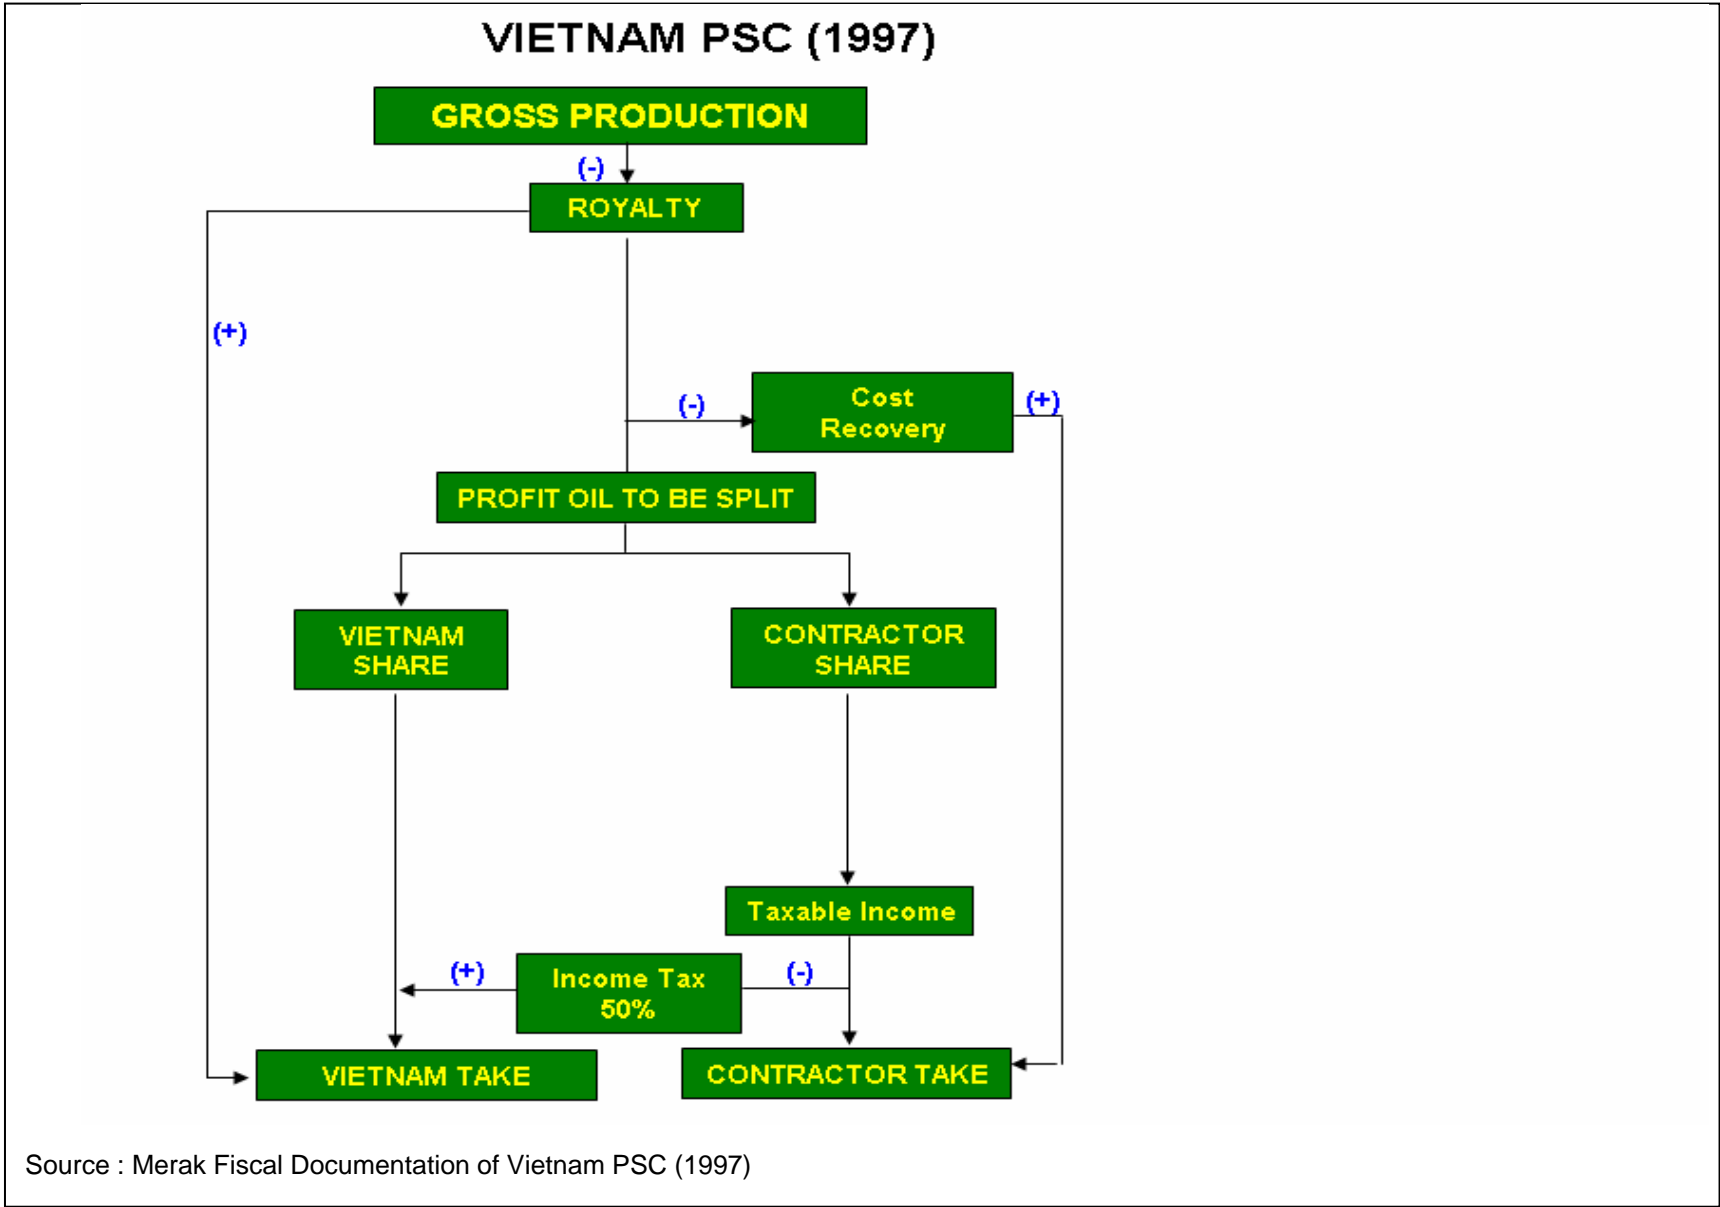 VIETNAM PSC (1997)
GROSS PRODUCTION
(-)
ROYALTY
(+)
(-)
Cost
Recovery
(+)
PROFIT OIL TO BE SPLIT
VIETNAM
SHARE
CONTRACTOR
SHARE
Taxable Income
(+)
Income Tax
50%
(-)
VIETNAM TAKE
CONTRACTOR TAKE
Source : Merak Fiscal Documentation of Vietnam PSC (1997)